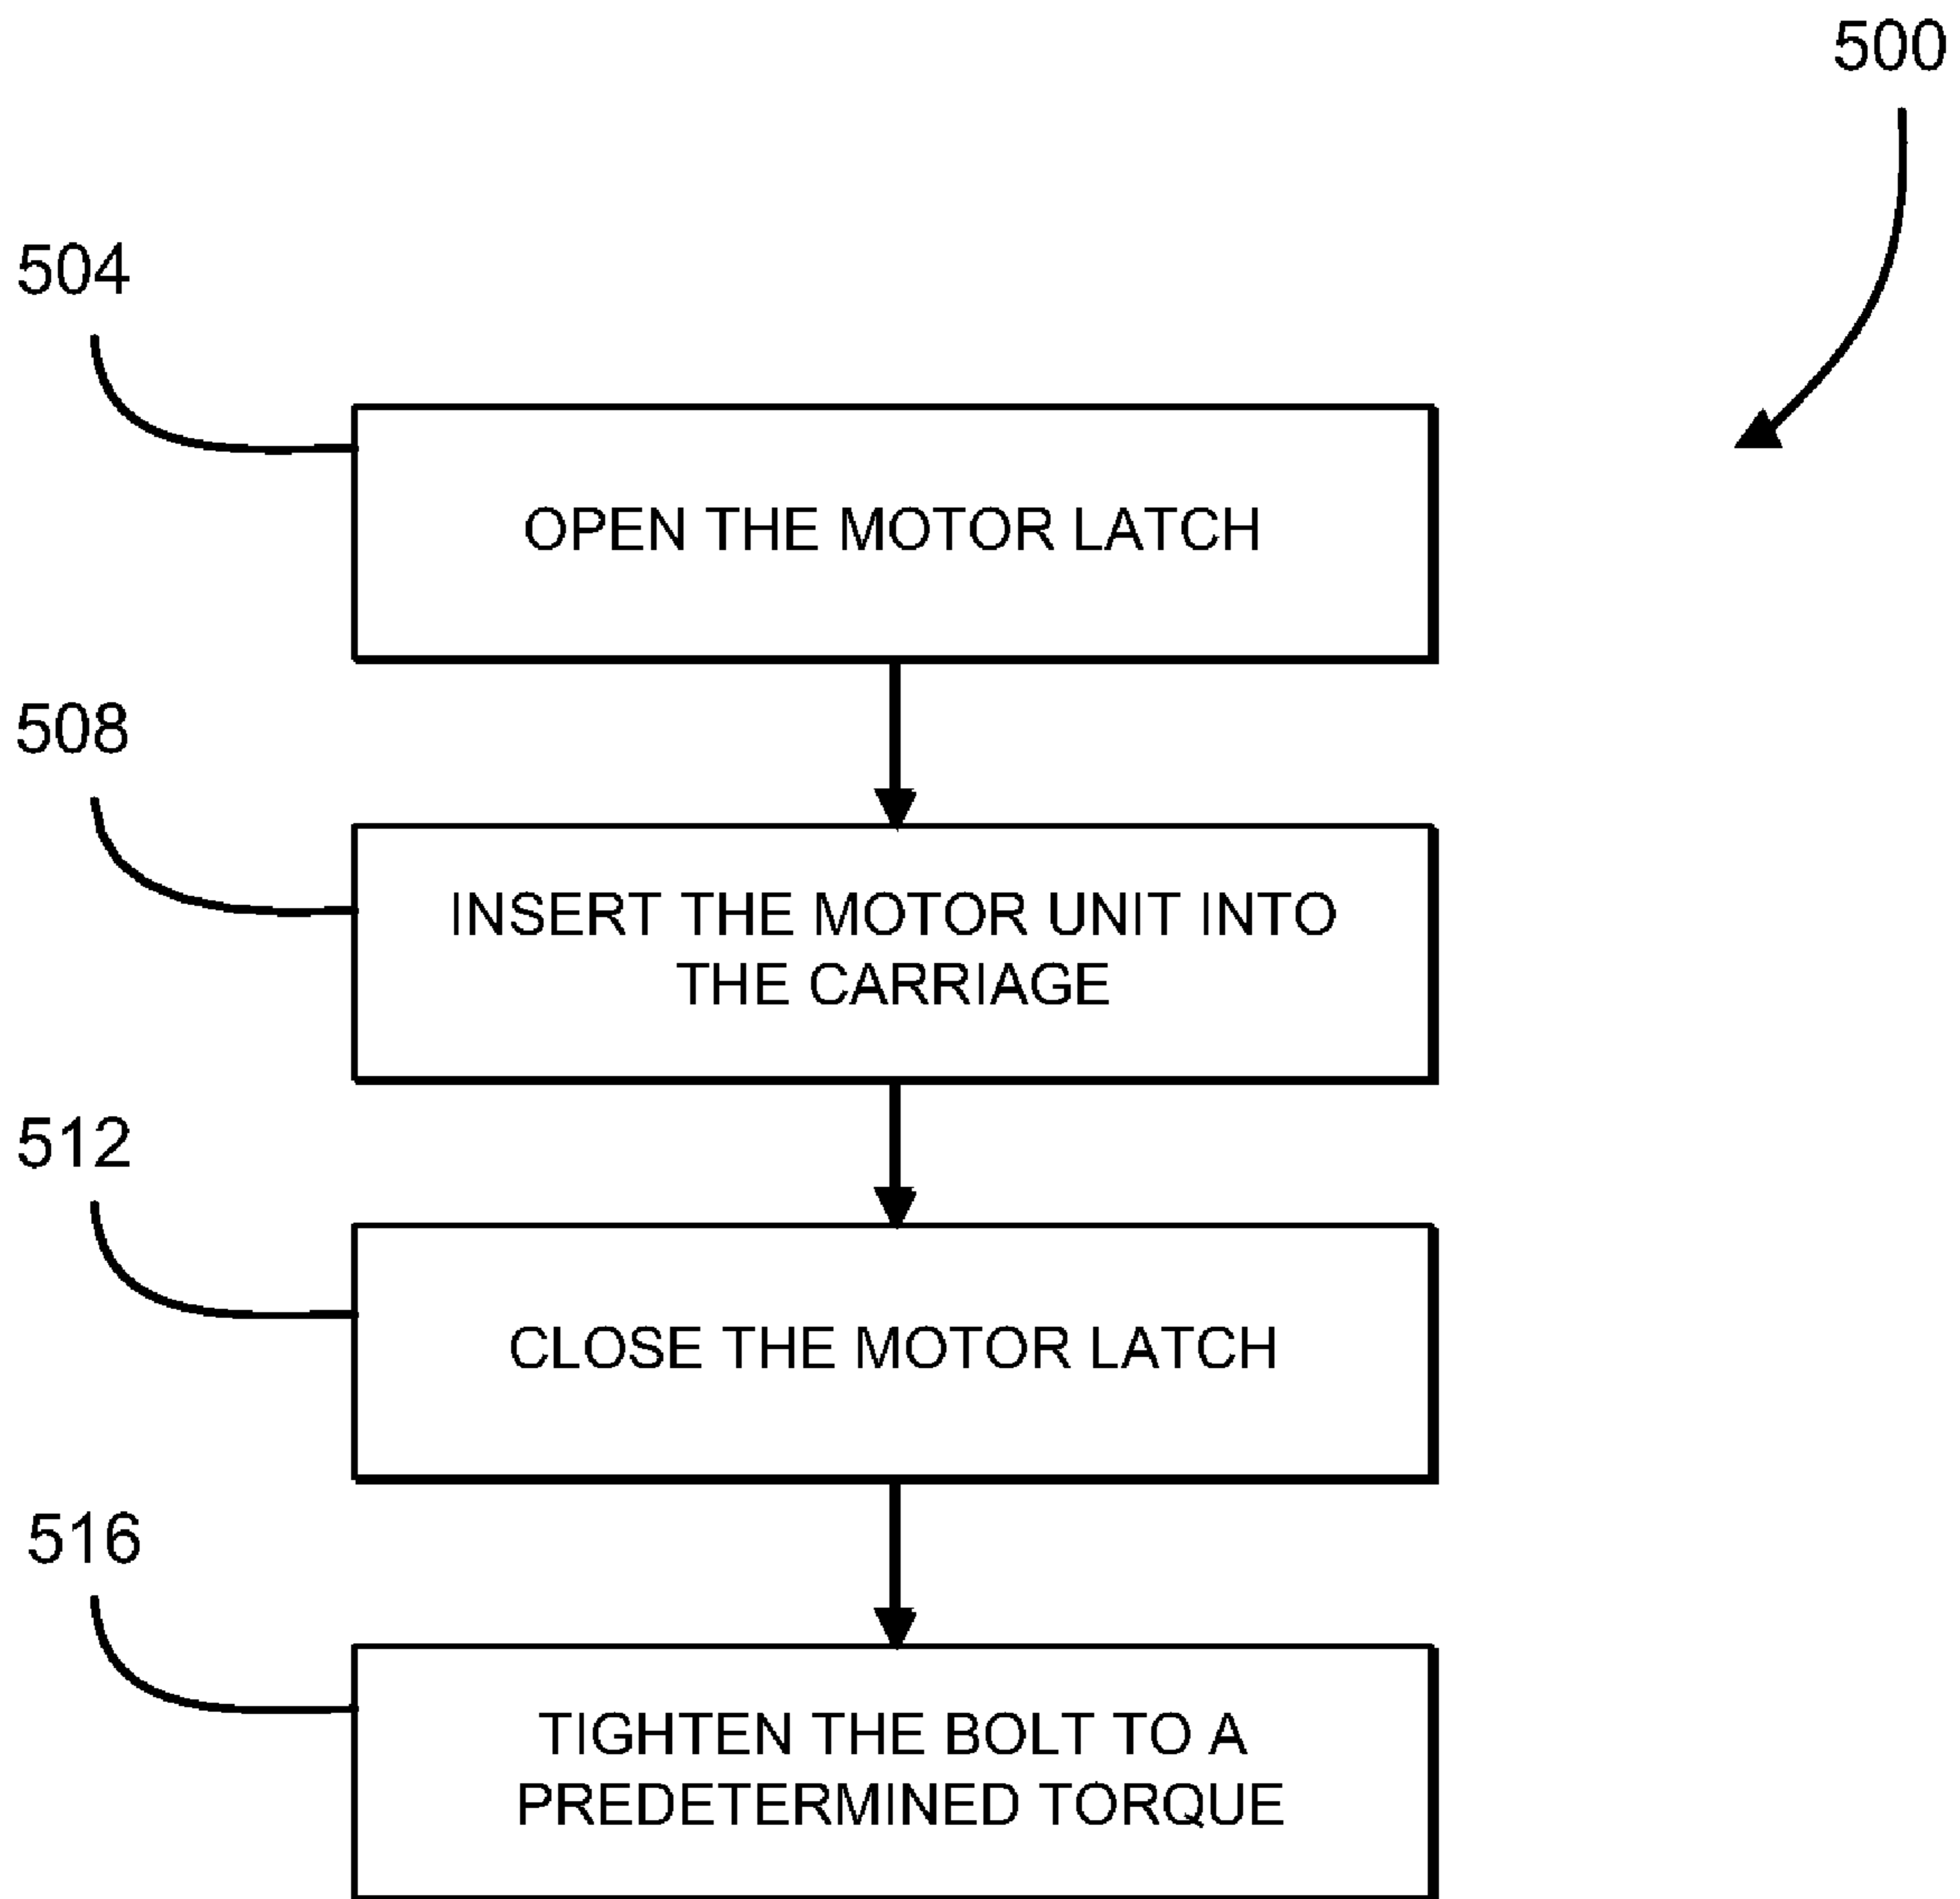 500
504
OPEN THE MOTOR LATCH
508
INSERT THE MOTOR UNIT INTO
THE CARRIAGE
512
CLOSE THE MOTOR LATCH
516
TIGHTEN THE BOLT TO A
PREDETERMINED TORQUE